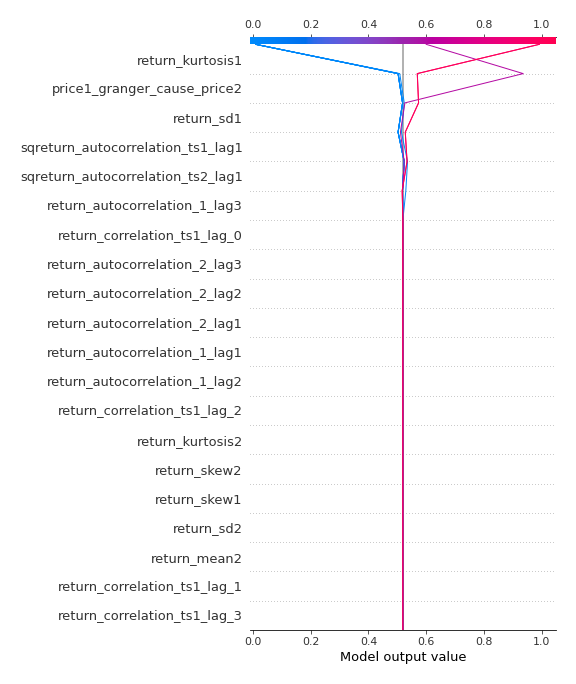 0.0 0.2 0.4 0.6 0.8 1.0
return_kurtosis1
price1_granger_cause_price2
return_sd1
sqreturn_autocorrelation_ts1_lag1
sqreturn_autocorrelation_ts2_lag1
return_autocorrelation_1_lag3
return_correlation_ts1_lag_0
return_autocorrelation_2_lag3
return_autocorrelation_2_lag2
return_autocorrelation_2_lag1
return_autocorrelation_1_lag1
return_autocorrelation_1_lag2
return_correlation_ts1_lag_2
return_kurtosis2
return_skew2
return_skew1
return_sd2
return_mean2
return_correlation_ts1_lag_1
return_correlation_ts1_lag_3
0.0 0.2 0.4 0.6 0.8 1.0
Model output value